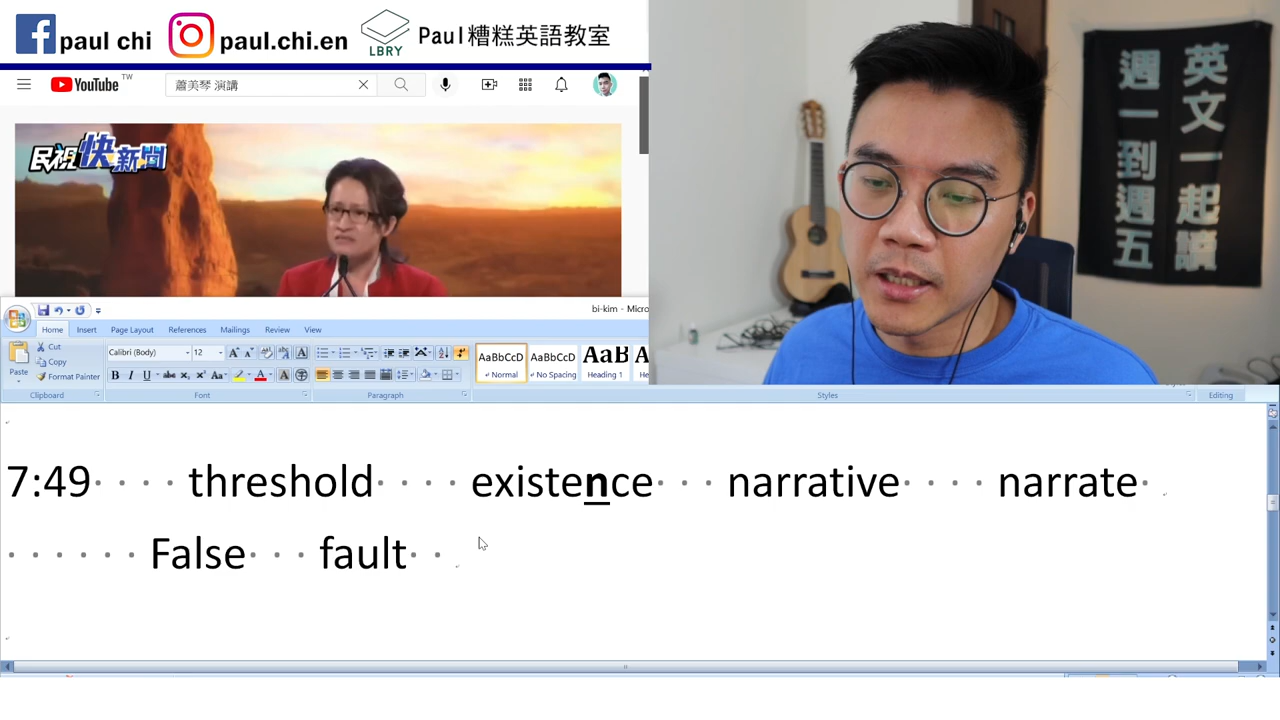 paul chi
paul.chi.en
LBRY
Paul糟糕英語教室
YouTube TW
蕭美琴 演講
民視快新聞
英文一起讀
週一到週五
bi-kim - Micro
Home Insert Page Layout References Mailings Review View
Paste
Cut
Copy
Format Painter
Calibri (Body) 12
AaBbCcD AaBbCcD AaBb A
Normal No Spacing Heading 1 He
Clipboard Font Paragraph Styles Editing
7:49 threshold existence narrative narrate
False fault